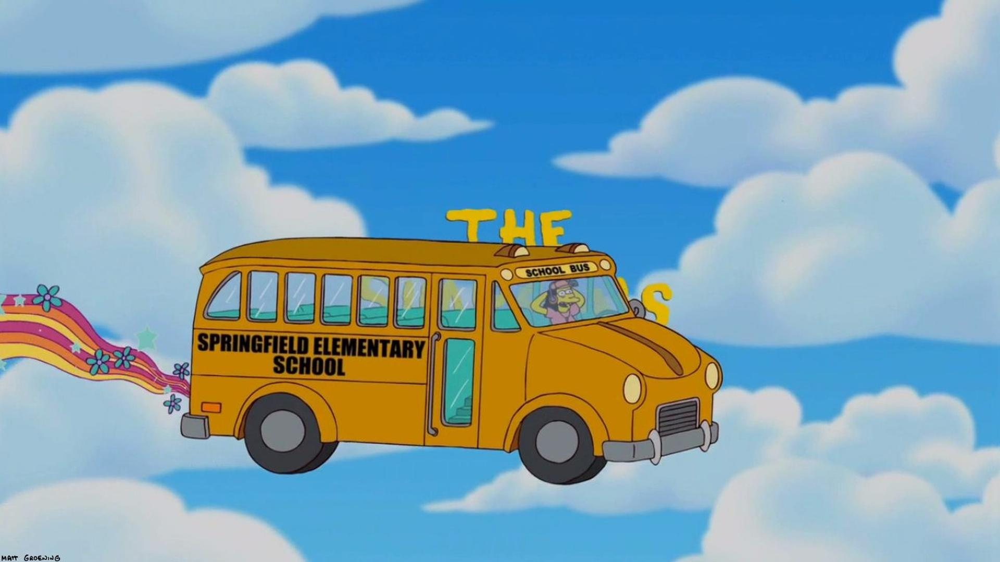 THE
SCHOOL BUS
S
SPRINGFIELD ELEMENTARY
SCHOOL
MATT GROENING